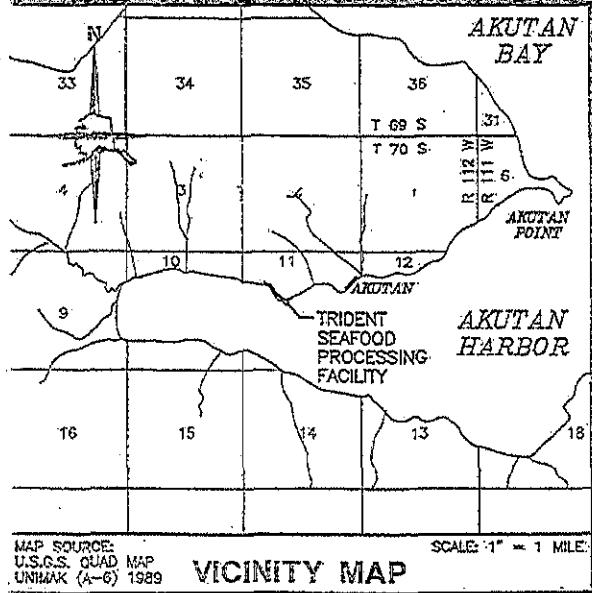 AKUTAN
BAY
N
33
34
35
36
31
T 69 S
T 70 S
R 112 W
R 111 W
4
3
1
6
AKUTAN
POINT
10
11
12
AKUTAN
9
TRIDENT
SEAFOOD
PROCESSING
FACILITY
AKUTAN
HARBOR
16
15
14
13
18
MAP SOURCE:
U.S.G.S. QUAD MAP
UNIMAK (A-6) 1989
VICINITY MAP
SCALE: 1" = 1 MILE